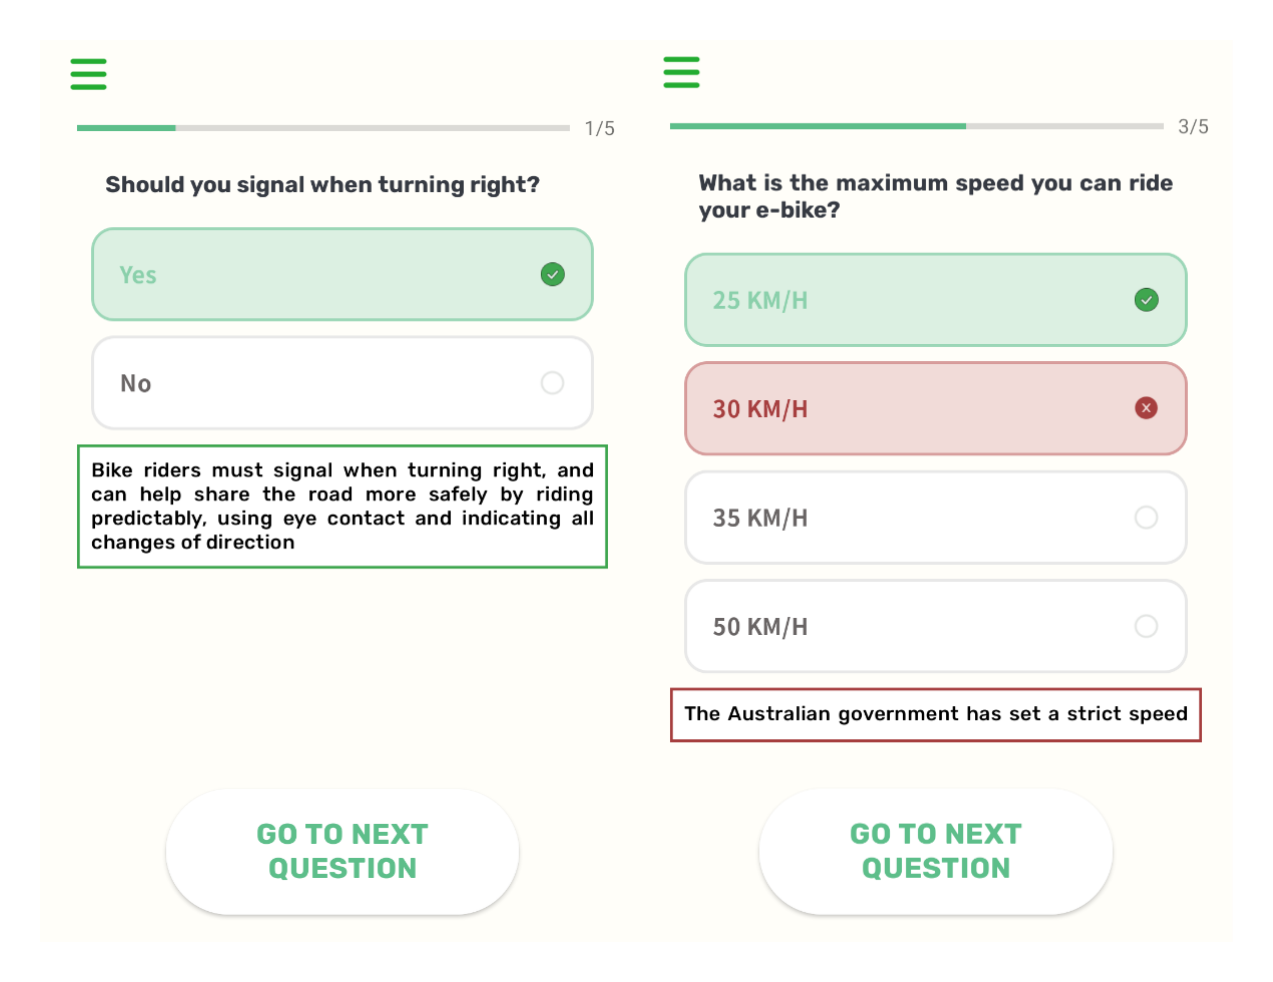 1/5
Should you signal when turning right?
Yes
No
Bike riders must signal when turning right, and
can help share the road more safely by riding
predictably, using eye contact and indicating all
changes of direction
GO TO NEXT
QUESTION
3/5
What is the maximum speed you can ride
your e-bike?
25 KM/H
30 KM/H
35 KM/H
50 KM/H
The Australian government has set a strict speed
GO TO NEXT
QUESTION